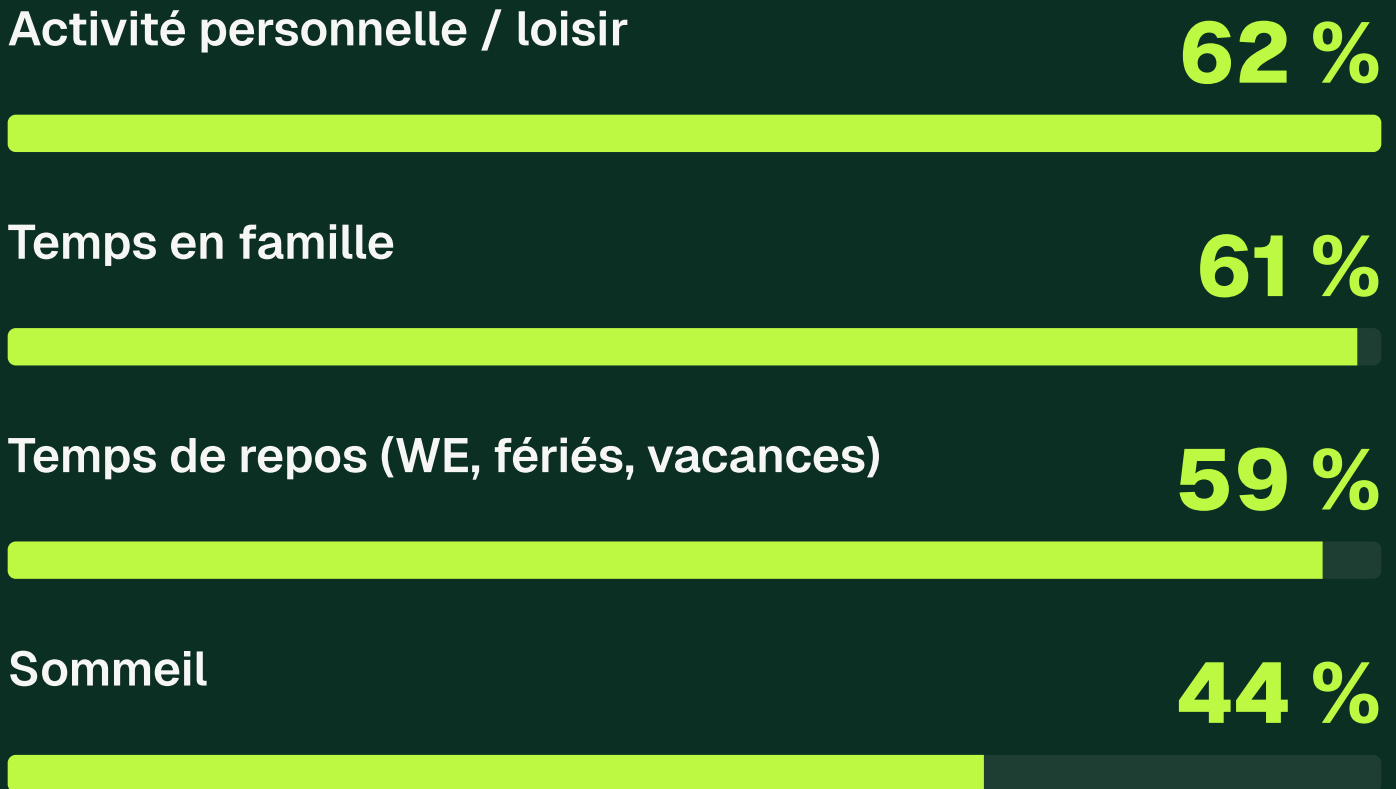 Activité personnelle / loisir
62 %
Temps en famille
61 %
Temps de repos (WE, fériés, vacances)
59 %
Sommeil
44 %